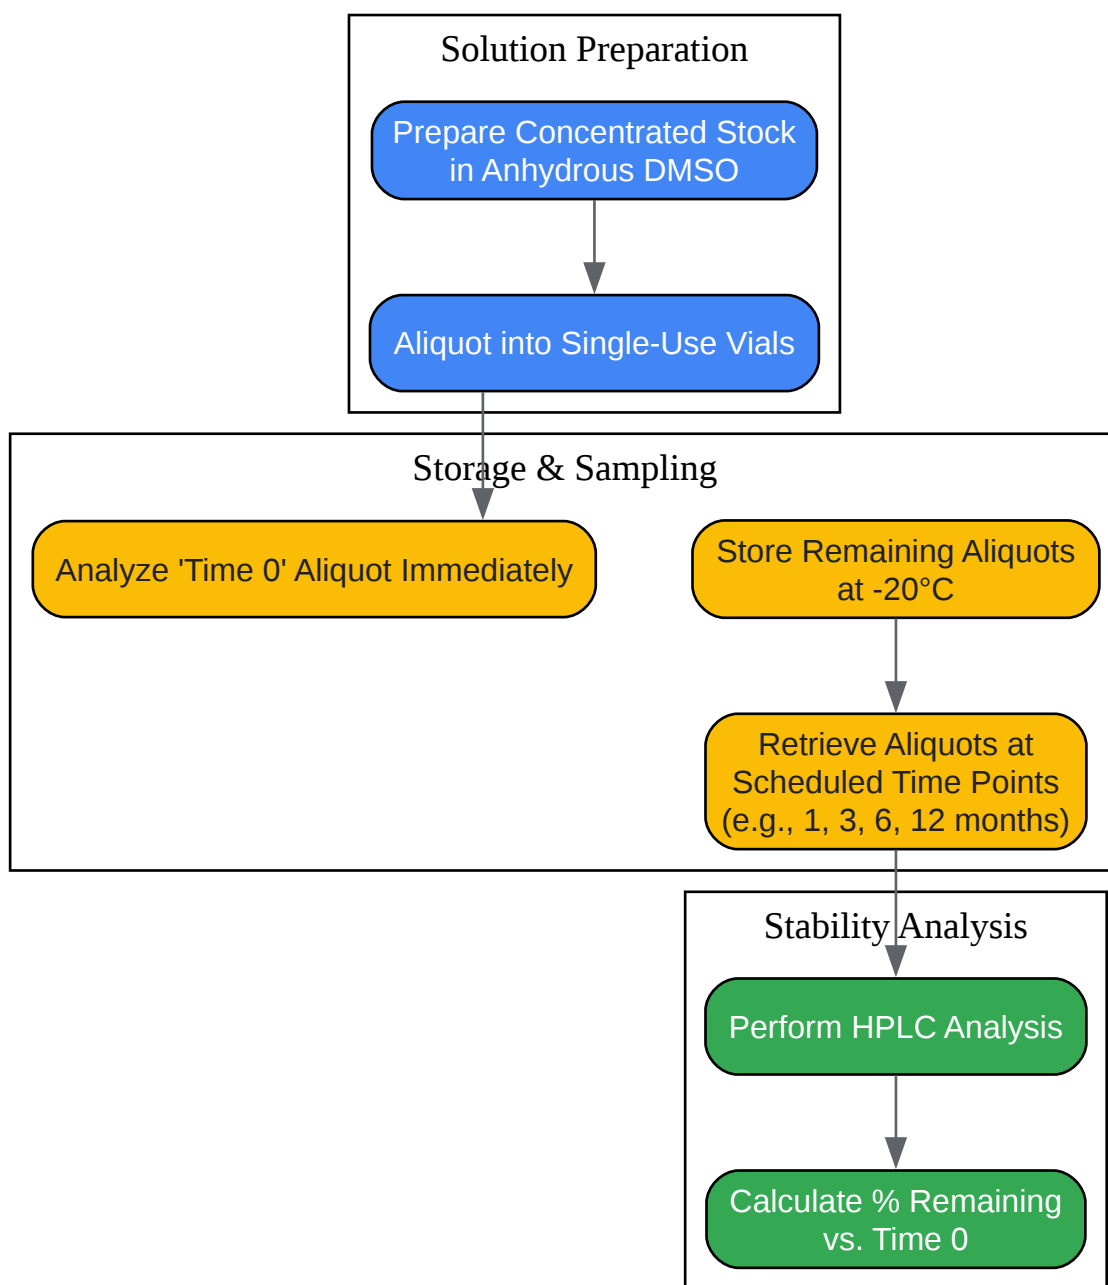 Solution Preparation
Prepare Concentrated Stock
in Anhydrous DMSO
Aliquot into Single-Use Vials
Storage & Sampling
Analyze 'Time 0' Aliquot Immediately
Store Remaining Aliquots
at -20°C
Retrieve Aliquots at
Scheduled Time Points
(e.g., 1, 3, 6, 12 months)
Stability Analysis
Perform HPLC Analysis
Calculate % Remaining
vs. Time 0